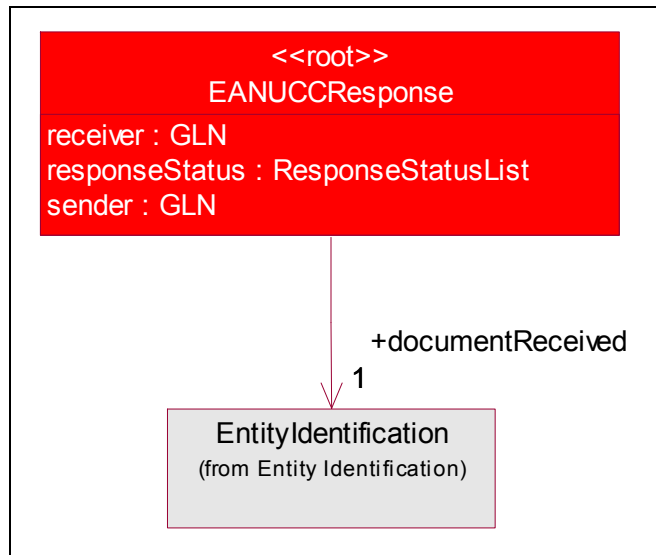 <<root>>
EANUCCResponse
receiver : GLN
responseStatus : ResponseStatusList
sender : GLN
+documentReceived
1
EntityIdentification
(from Entity Identification)